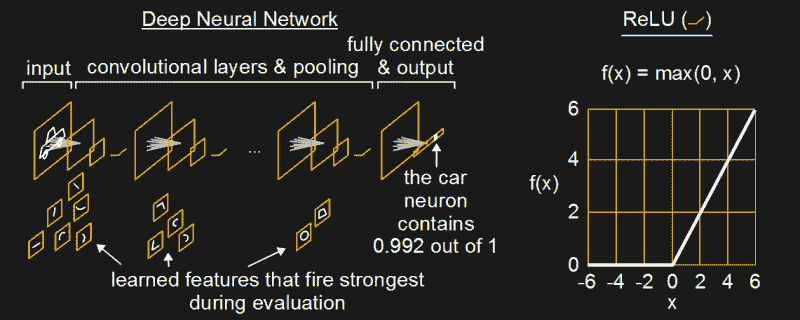 Deep Neural Network
input
convolutional layers & pooling
fully connected
& output
...
the car
neuron
contains
0.992 out of 1
learned features that fire strongest
during evaluation
ReLU ( )
f(x) = max(0, x)
f(x)
6
4
2
0
-6 -4 -2 0 2 4 6
x